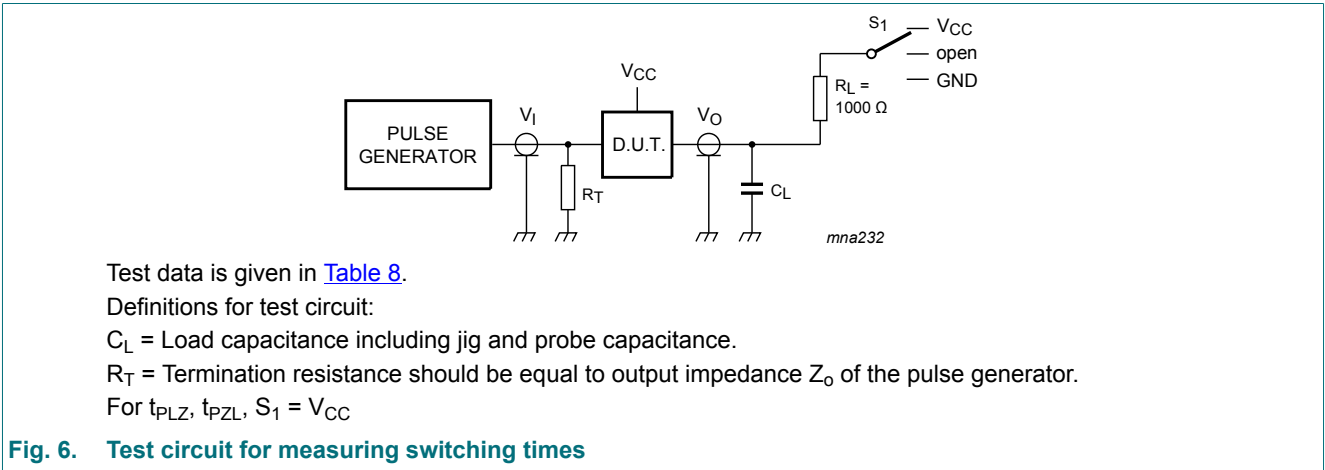 S1
VCC
open
GND
RL =
1000 Ω
VCC
VI
VO
PULSE
GENERATOR
D.U.T.
RT
CL
mna232
Test data is given in Table 8.
Definitions for test circuit:
CL = Load capacitance including jig and probe capacitance.
RT = Termination resistance should be equal to output impedance Zo of the pulse generator.
For tPLZ, tPZL, S1 = VCC
Fig. 6. Test circuit for measuring switching times